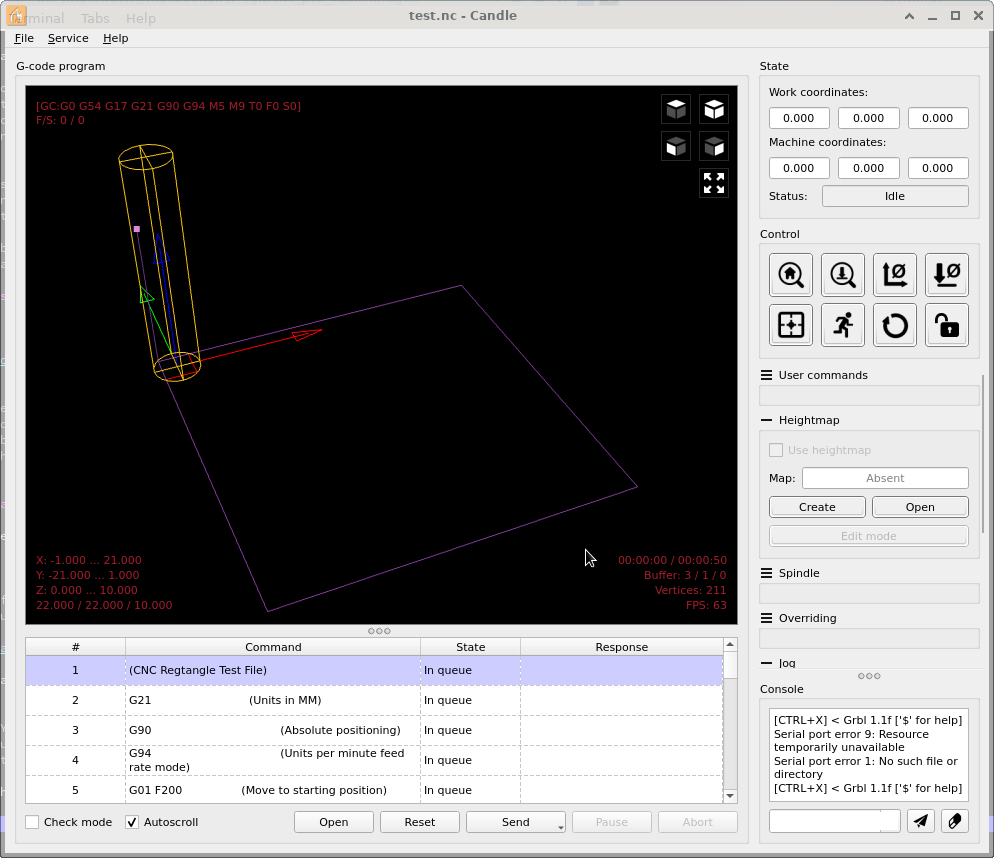 test.nc - Candle
Terminal Tabs Help
File Service Help
G-code program
[GC:G0 G54 G17 G21 G90 G94 M5 M9 T0 F0 S0]
F/S: 0 / 0
X: -1.000 ... 21.000
Y: -21.000 ... 1.000
Z: 0.000 ... 10.000
22.000 / 22.000 / 10.000
00:00:00 / 00:00:50
Buffer: 3 / 1 / 0
Vertices: 211
FPS: 63
# Command State Response
1 (CNC Regtangle Test File) In queue
2 G21 (Units in MM) In queue
3 G90 (Absolute positioning) In queue
4 G94 (Units per minute feed
rate mode) In queue
5 G01 F200 (Move to starting position) In queue
Check mode Autoscroll Open Reset Send Pause Abort
State
Work coordinates:
0.000 0.000 0.000
Machine coordinates:
0.000 0.000 0.000
Status: Idle
Control
User commands
Heightmap
Use heightmap
Map: Absent
Create Open
Edit mode
Spindle
Overriding
Jog
Console
[CTRL+X] < Grbl 1.1f ['$' for help]
Serial port error 9: Resource
temporarily unavailable
Serial port error 1: No such file or
directory
[CTRL+X] < Grbl 1.1f ['$' for help]